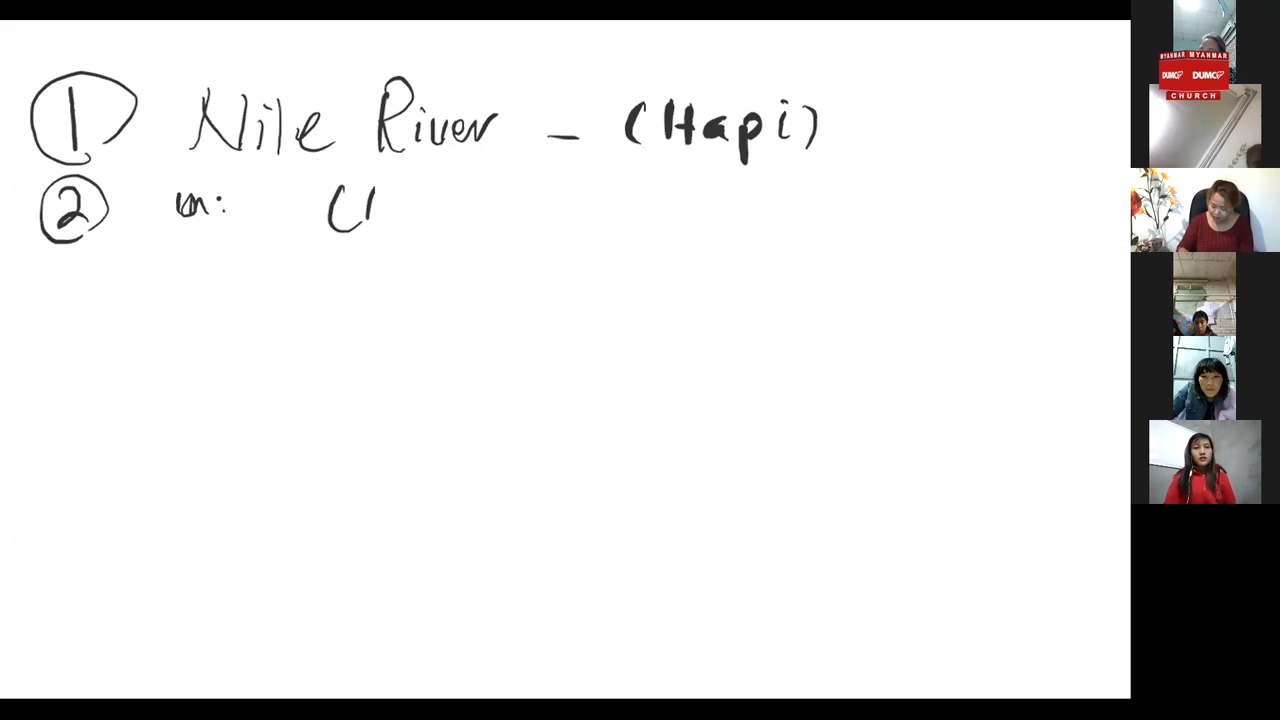 ① Nile River - (Hapi)
②
MYANMAR MYANMAR
DUMC DUMC
CHURCH